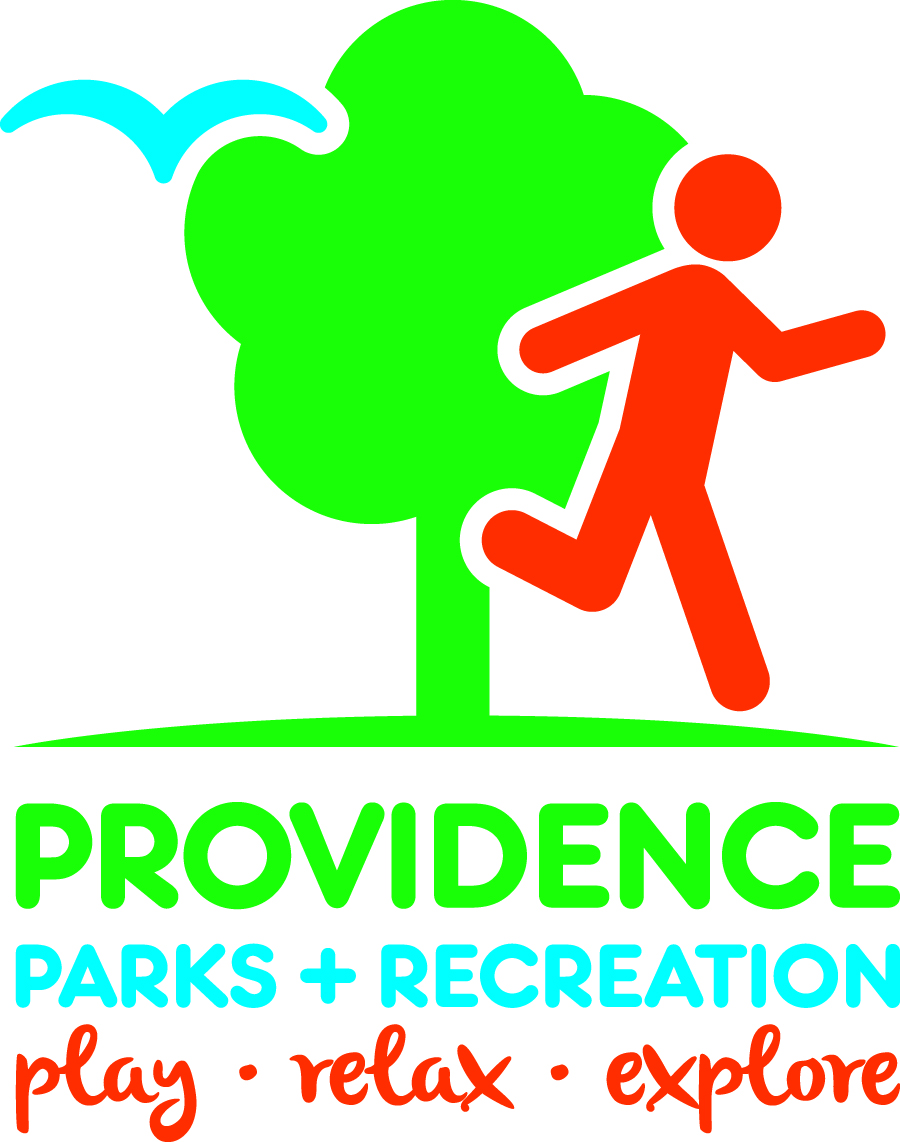 PROVIDENCE
PARKS + RECREATION
play · relax · explore